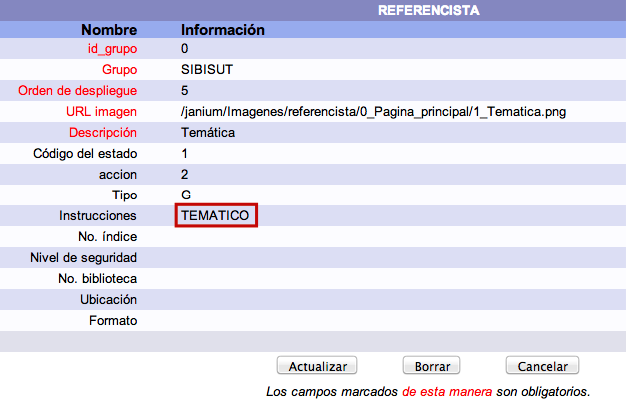 REFERENCISTA
Nombre Información
id_grupo 0
Grupo SIBISUT
Orden de despliegue 5
URL imagen /janium/Imagenes/referencista/0_Pagina_principal/1_Tematica.png
Descripción Temática
Código del estado 1
accion 2
Tipo G
Instrucciones TEMATICO
No. índice
Nivel de seguridad
No. biblioteca
Ubicación
Formato
Actualizar Borrar Cancelar
Los campos marcados de esta manera son obligatorios.